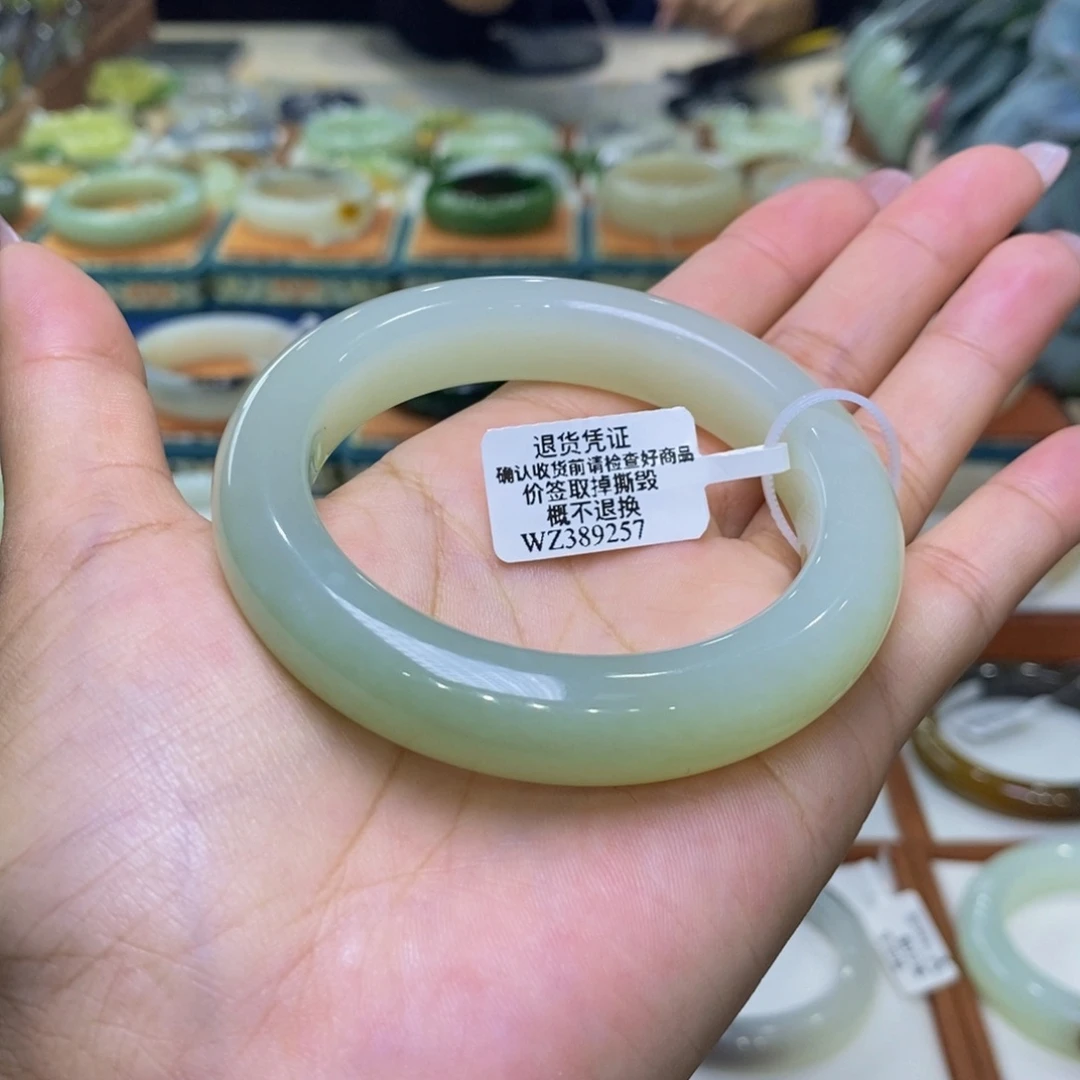 退货凭证
确认收货前请检查好商品
价签取掉撕毁
概不退换
WZ389257